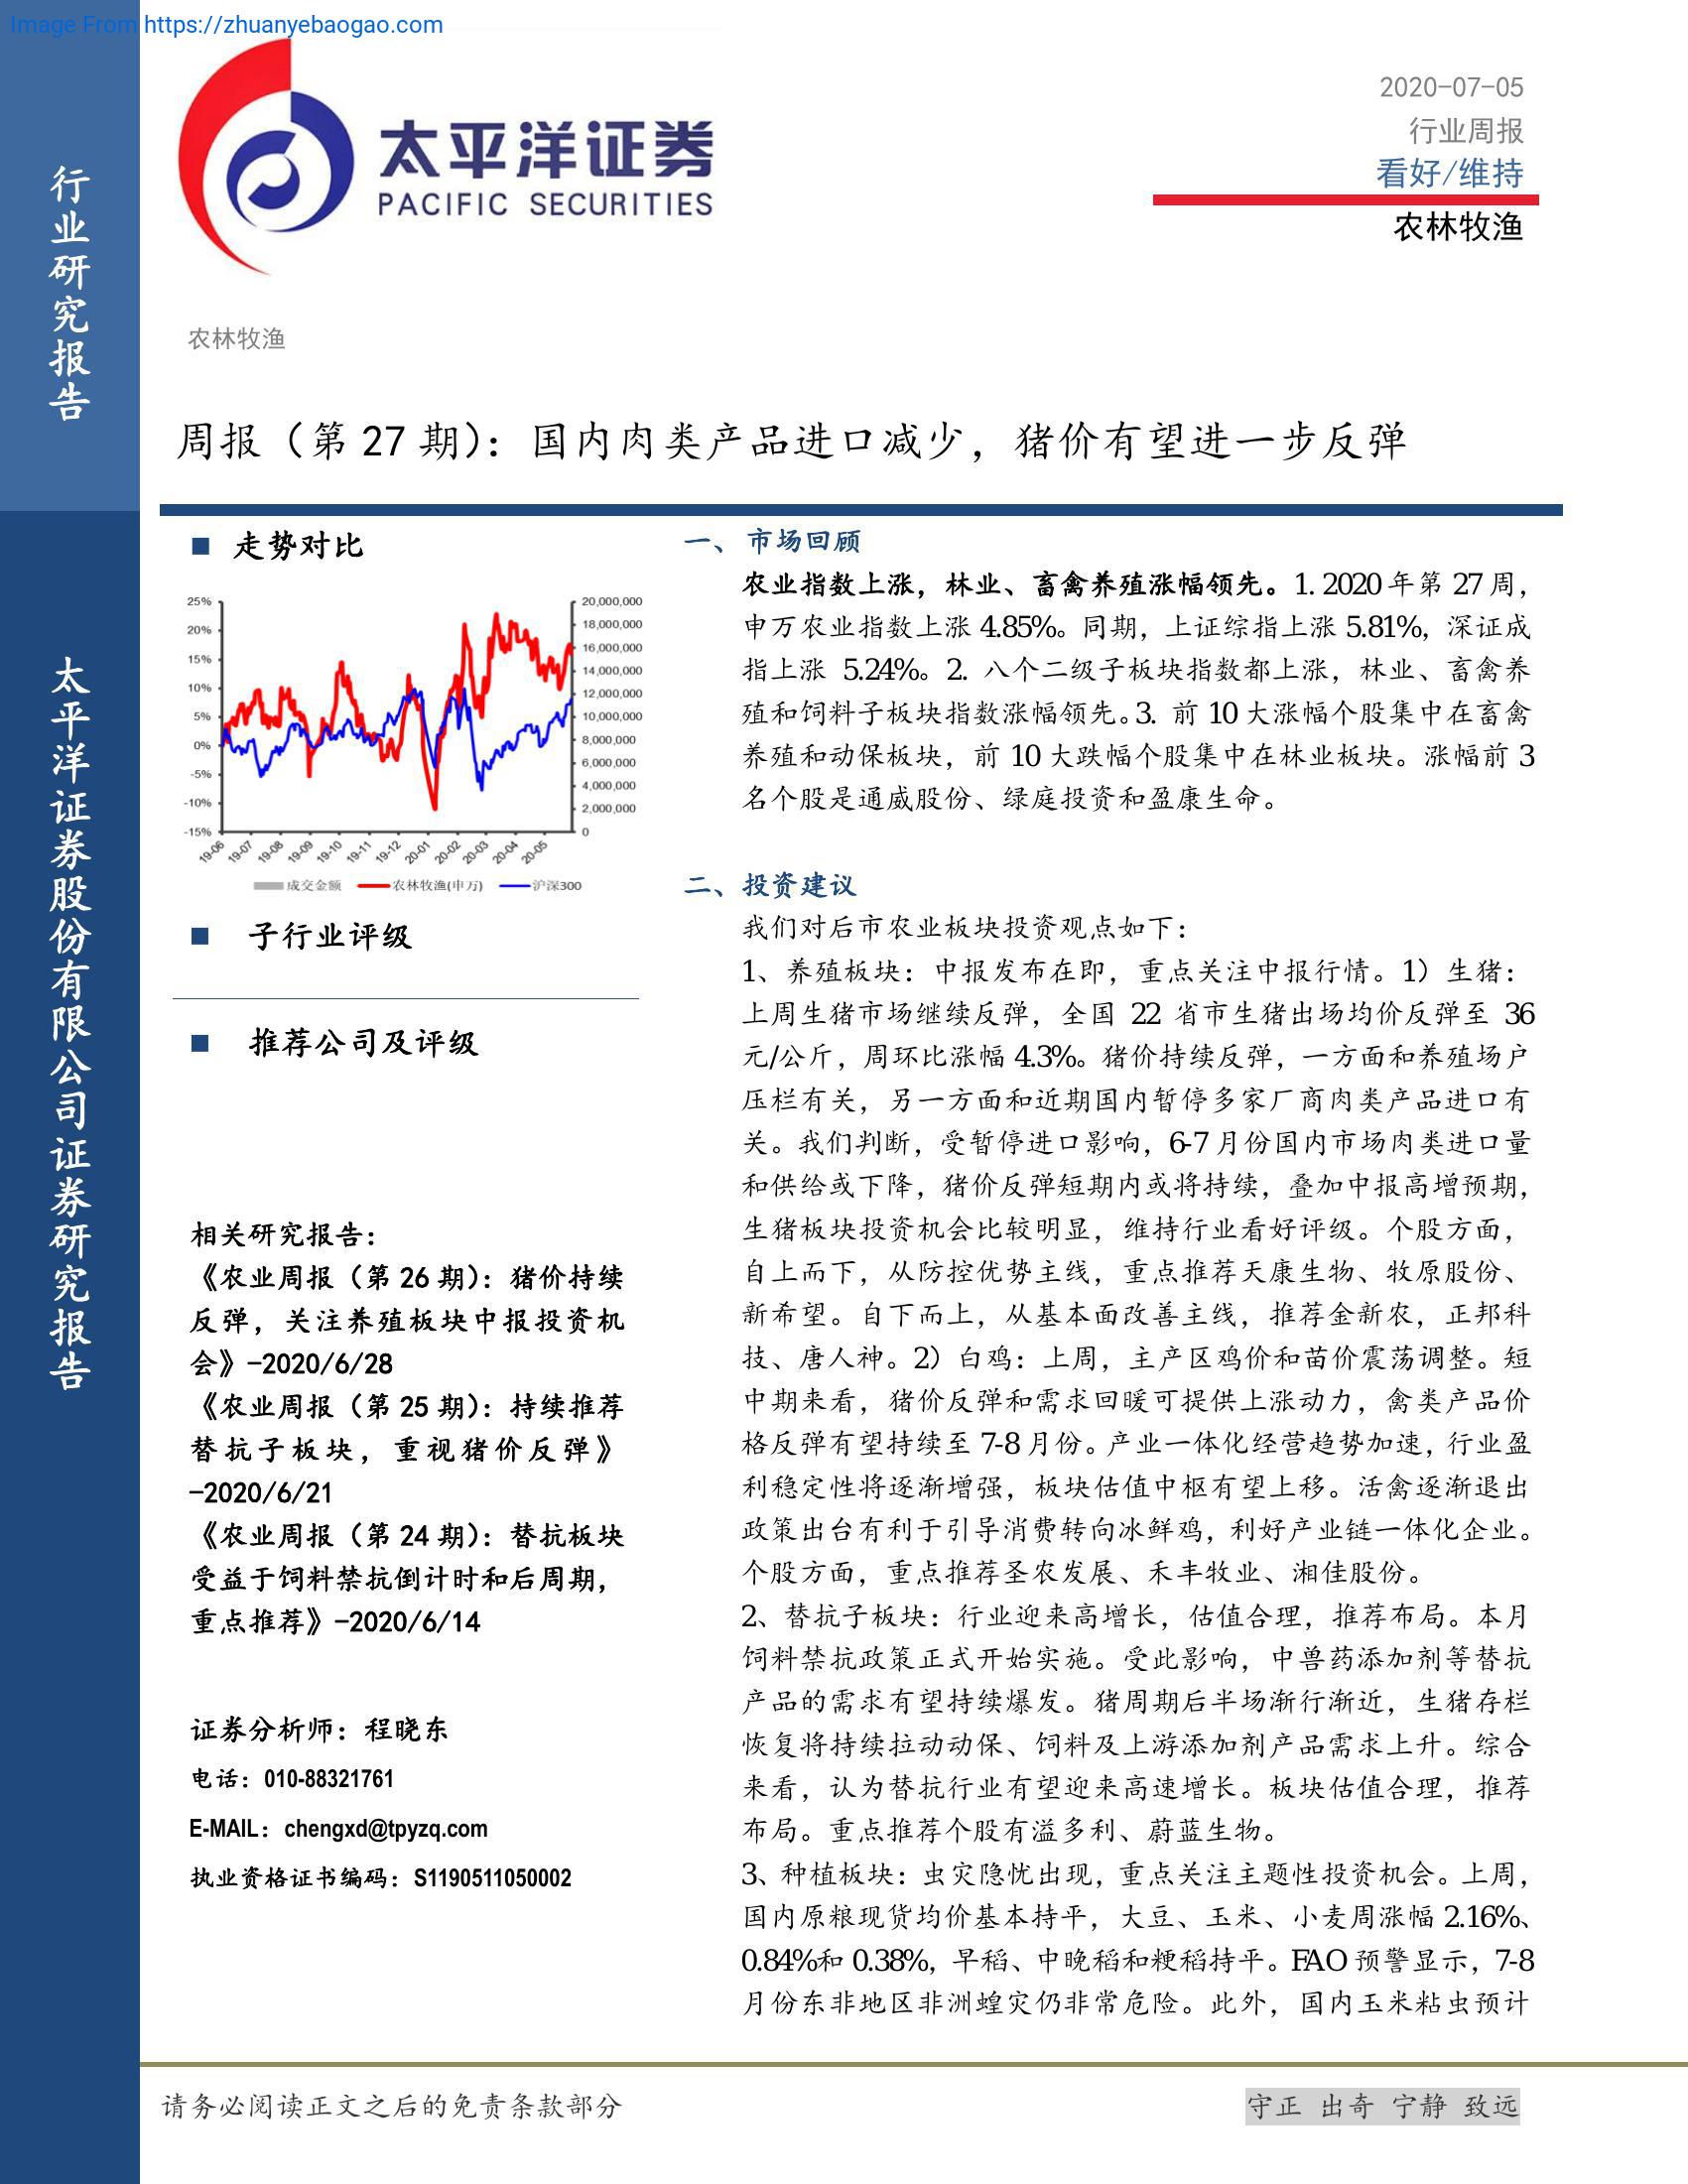 Image From https://zhuanyebaogao.com
行业研究报告
太平洋证券股份有限公司证券研究报告
太平洋证券
PACIFIC SECURITIES
2020-07-05
行业周报
看好/维持
农林牧渔
农林牧渔
周报（第 27 期）：国内肉类产品进口减少，猪价有望进一步反弹
■ 走势对比
25%
20%
15%
10%
5%
0%
-5%
-10%
-15%
20,000,000
18,000,000
16,000,000
14,000,000
12,000,000
10,000,000
8,000,000
6,000,000
4,000,000
2,000,000
0
19-06 19-07 19-08 19-09 19-10 19-11 19-12 20-01 20-02 20-03 20-04 20-05
成交金额 农林牧渔(申万) 沪深300
■ 子行业评级
■ 推荐公司及评级
相关研究报告：
《农业周报（第 26 期）：猪价持续
反弹，关注养殖板块中报投资机
会》-2020/6/28
《农业周报（第 25 期）：持续推荐
替抗子板块，重视猪价反弹》
-2020/6/21
《农业周报（第 24 期）：替抗板块
受益于饲料禁抗倒计时和后周期，
重点推荐》-2020/6/14
证券分析师：程晓东
电话：010-88321761
E-MAIL：chengxd@tpyzq.com
执业资格证书编码：S1190511050002
一、 市场回顾
农业指数上涨，林业、畜禽养殖涨幅领先。1. 2020 年第 27 周，
申万农业指数上涨 4.85%。同期，上证综指上涨 5.81%，深证成
指上涨 5.24%。2. 八个二级子板块指数都上涨，林业、畜禽养
殖和饲料子板块指数涨幅领先。3. 前 10 大涨幅个股集中在畜禽
养殖和动保板块，前 10 大跌幅个股集中在林业板块。涨幅前 3
名个股是通威股份、绿庭投资和盈康生命。
二、投资建议
我们对后市农业板块投资观点如下：
1、养殖板块：中报发布在即，重点关注中报行情。1）生猪：
上周生猪市场继续反弹，全国 22 省市生猪出场均价反弹至 36
元/公斤，周环比涨幅 4.3%。猪价持续反弹，一方面和养殖场户
压栏有关，另一方面和近期国内暂停多家厂商肉类产品进口有
关。我们判断，受暂停进口影响，6-7 月份国内市场肉类进口量
和供给或下降，猪价反弹短期内或将持续，叠加中报高增预期，
生猪板块投资机会比较明显，维持行业看好评级。个股方面，
自上而下，从防控优势主线，重点推荐天康生物、牧原股份、
新希望。自下而上，从基本面改善主线，推荐金新农，正邦科
技、唐人神。2）白鸡：上周，主产区鸡价和苗价震荡调整。短
中期来看，猪价反弹和需求回暖可提供上涨动力，禽类产品价
格反弹有望持续至 7-8 月份。产业一体化经营趋势加速，行业盈
利稳定性将逐渐增强，板块估值中枢有望上移。活禽逐渐退出
政策出台有利于引导消费转向冰鲜鸡，利好产业链一体化企业。
个股方面，重点推荐圣农发展、禾丰牧业、湘佳股份。
2、替抗子板块：行业迎来高增长，估值合理，推荐布局。本月
饲料禁抗政策正式开始实施。受此影响，中兽药添加剂等替抗
产品的需求有望持续爆发。猪周期后半场渐行渐近，生猪存栏
恢复将持续拉动动保、饲料及上游添加剂产品需求上升。综合
来看，认为替抗行业有望迎来高速增长。板块估值合理，推荐
布局。重点推荐个股有溢多利、蔚蓝生物。
3、种植板块：虫灾隐忧出现，重点关注主题性投资机会。上周，
国内原粮现货均价基本持平，大豆、玉米、小麦周涨幅 2.16%、
0.84%和 0.38%，早稻、中晚稻和粳稻持平。FAO 预警显示，7-8
月份东非地区非洲蝗灾仍非常危险。此外，国内玉米粘虫预计
请务必阅读正文之后的免责条款部分
守正 出奇 宁静 致远